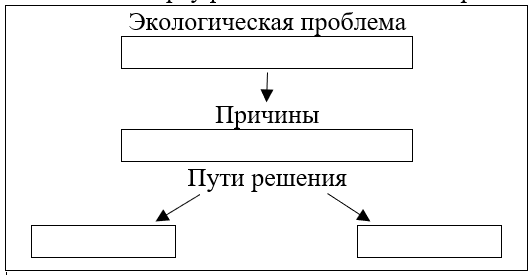 Экологическая проблема
Причины
Пути решения